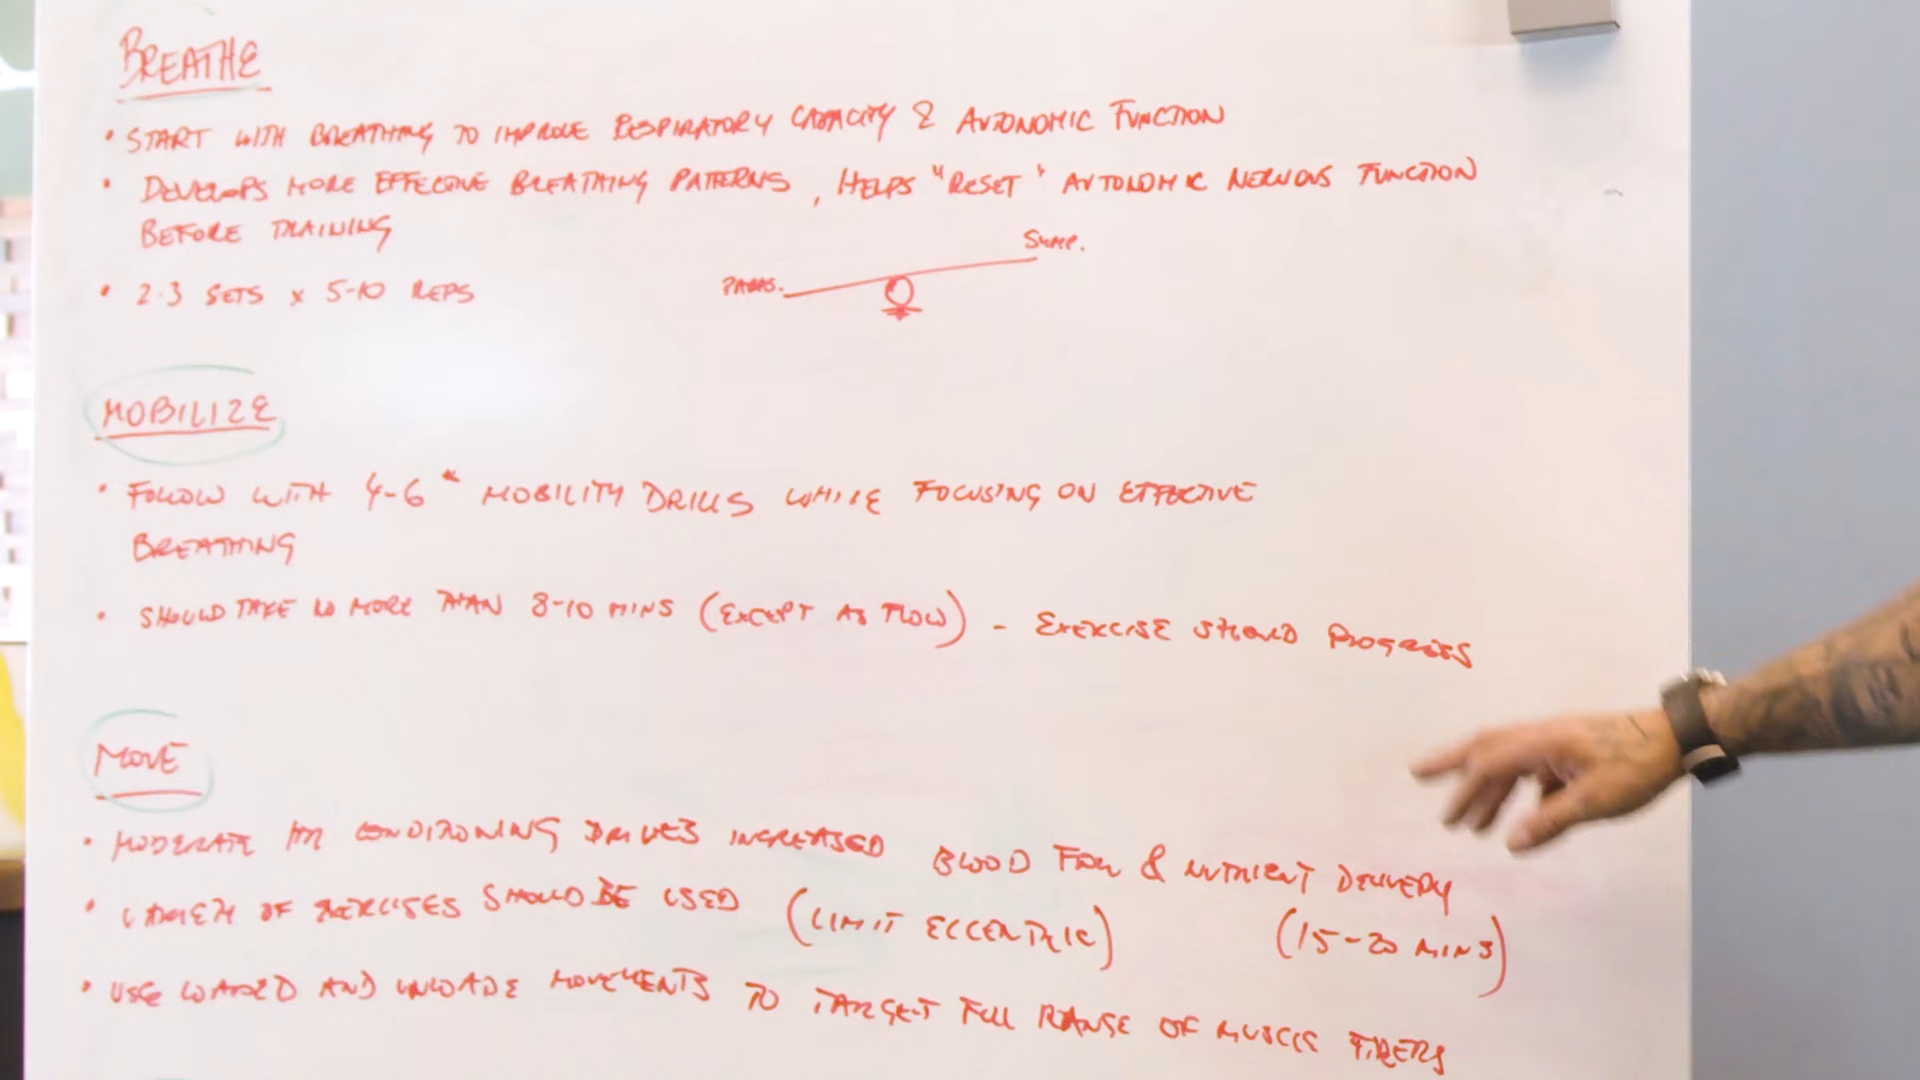 BREATHE
• START WITH BREATHING TO IMPROVE RESPIRATORY CAPACITY & AUTONOMIC FUNCTION
• DEVELOPS MORE EFFECTIVE BREATHING PATTERNS, HELPS "RESET" AUTONOMIC NERVOUS FUNCTION
BEFORE TRAINING
SYMP.
• 2-3 SETS x 5-10 REPS
PARAS.
MOBILIZE
• FOLLOW WITH 4-6 * MOBILITY DRILLS WHILE FOCUSING ON EFFECTIVE
BREATHING
• SHOULD TAKE NO MORE THAN 8-10 MINS (EXCEPT AS FLOW) - EXERCISE SHOULD PROGRESS
MOVE
• MODERATE CONDITIONING DRIVES INCREASED BLOOD FLOW & NUTRIENT DELIVERY
• VARIETY OF EXERCISES SHOULD BE USED (LIMIT ECCENTRIC) (15-20 MINS)
• USE LOADED AND UNLOADE MOVEMENTS TO TARGET FULL RANGE OF MUSCLE FIBERS